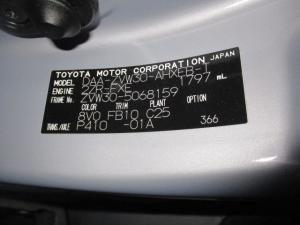 TOYOTA MOTOR CORPORATION JAPAN
MODEL DAA-ZVW30-AHXEB-T
ENGINE 2ZR-FXE 1797 mL
FRAME No. ZVW30-5068159
COLOR TRIM PLANT OPTION
8V0 FB10 C25
TRANS./AXLE P410 -01A 366